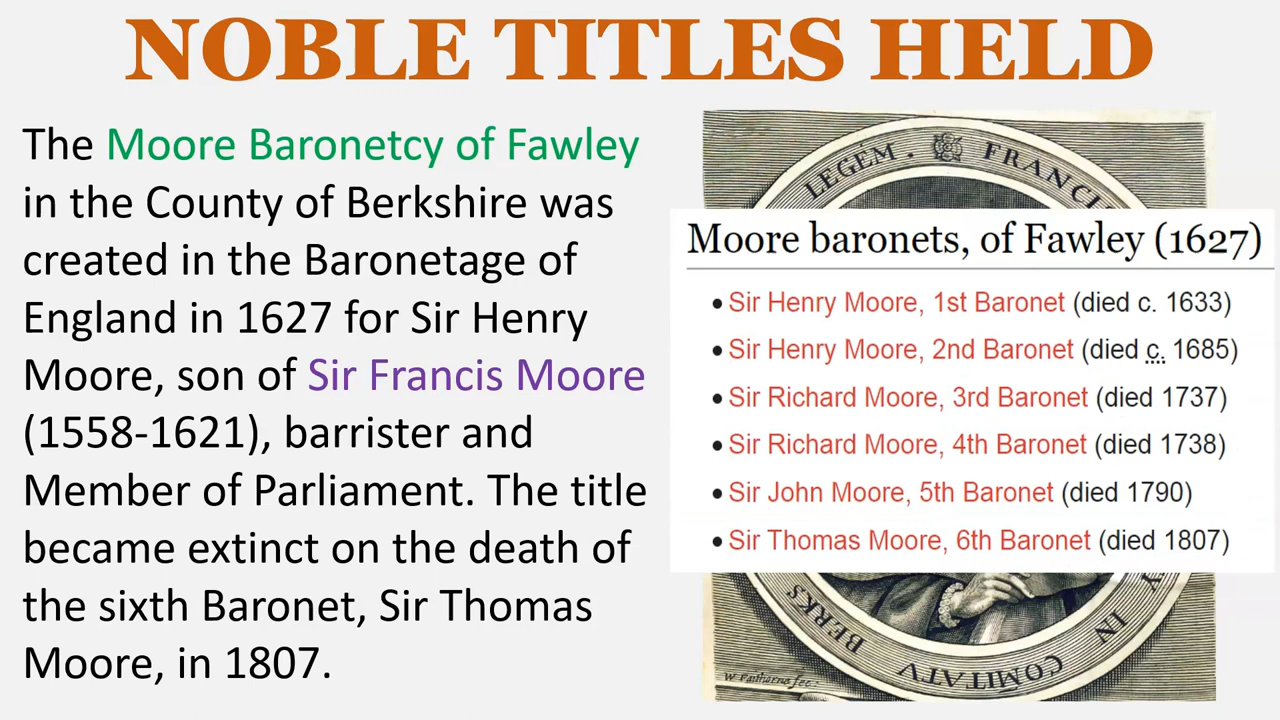 NOBLE TITLES HELD
The Moore Baronetcy of Fawley
in the County of Berkshire was
created in the Baronetage of
England in 1627 for Sir Henry
Moore, son of Sir Francis Moore
(1558-1621), barrister and
Member of Parliament. The title
became extinct on the death of
the sixth Baronet, Sir Thomas
Moore, in 1807.
LEGEM . FRANCIS
Moore baronets, of Fawley (1627)
• Sir Henry Moore, 1st Baronet (died c. 1633)
• Sir Henry Moore, 2nd Baronet (died c. 1685)
• Sir Richard Moore, 3rd Baronet (died 1737)
• Sir Richard Moore, 4th Baronet (died 1738)
• Sir John Moore, 5th Baronet (died 1790)
• Sir Thomas Moore, 6th Baronet (died 1807)
IN COMITATV BERKS
W Faithorne fec.